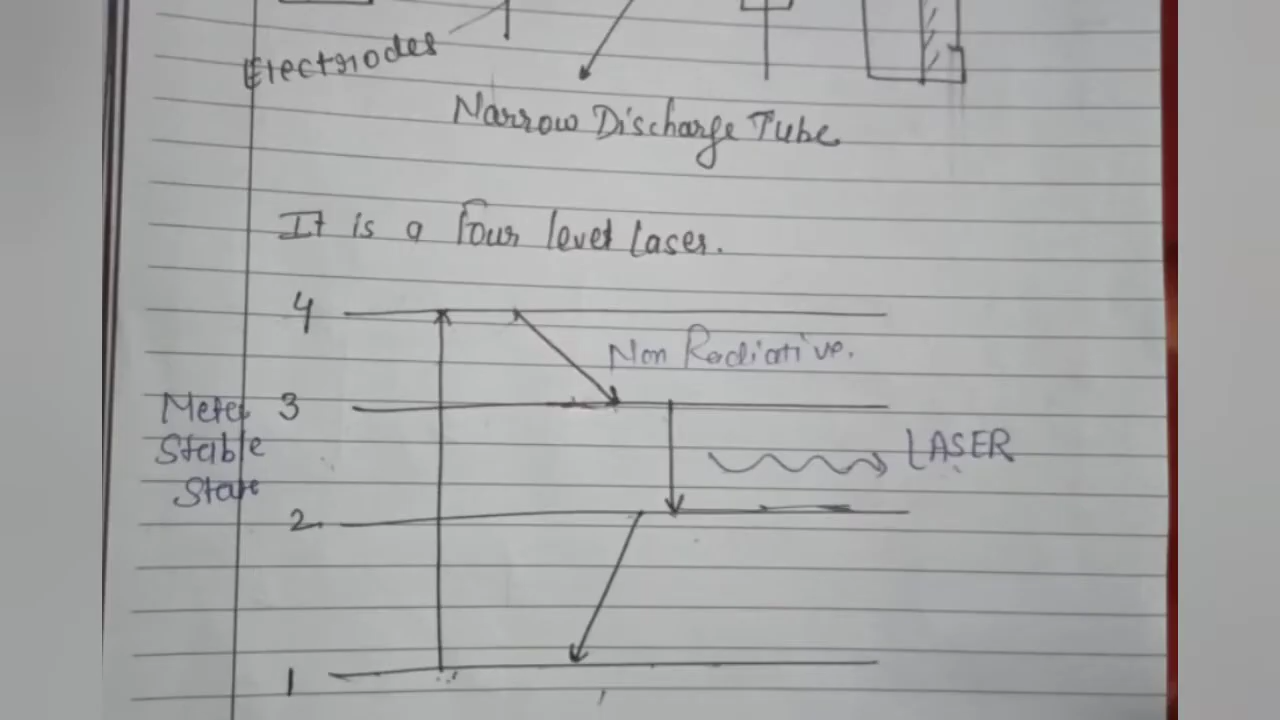 Electrodes
Narrow Discharge Tube
It is a Four level laser.
4
Non Radiative.
Meta 3
Stable
State
LASER
2.
1